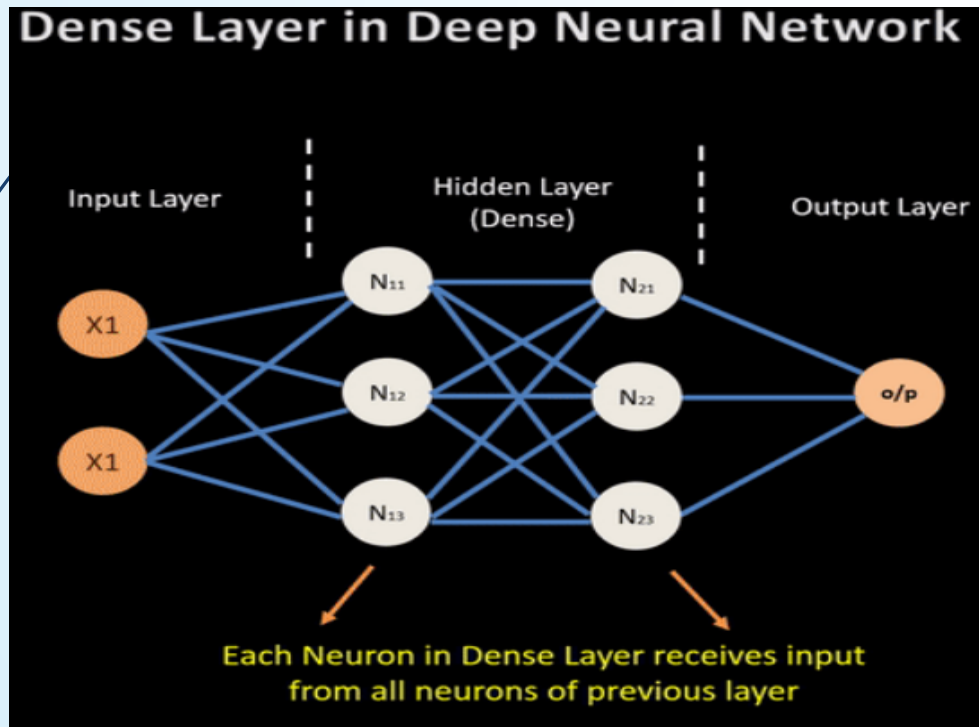 Dense Layer in Deep Neural Network
Input Layer
Hidden Layer
(Dense)
Output Layer
X1
X1
N11
N12
N13
N21
N22
N23
o/p
Each Neuron in Dense Layer receives input
from all neurons of previous layer